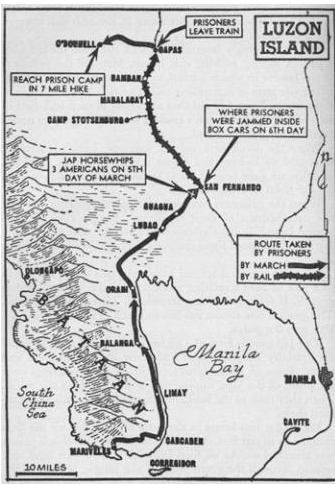 LUZON
ISLAND
PRISONERS
LEAVE TRAIN
O'DONNELL
CAPAS
REACH PRISON CAMP
IN 7 MILE HIKE
BAMBAN
MABALACAT
CAMP STOTSENBURG
WHERE PRISONERS
WERE JAMMED INSIDE
BOX CARS ON 6TH DAY
JAP HORSEWHIPS
3 AMERICANS ON 5TH
DAY OF MARCH
SAN FERNANDO
GUAGUA
LUBAO
ROUTE TAKEN
BY PRISONERS
BY MARCH
BY RAIL
OLONGAPO
ORANI
BATAAN
BALANGA
Manila
Bay
MANILA
South
China
Sea
LIMAY
CAVITE
CABCABEN
MARIVELES
CORREGIDOR
10 MILES